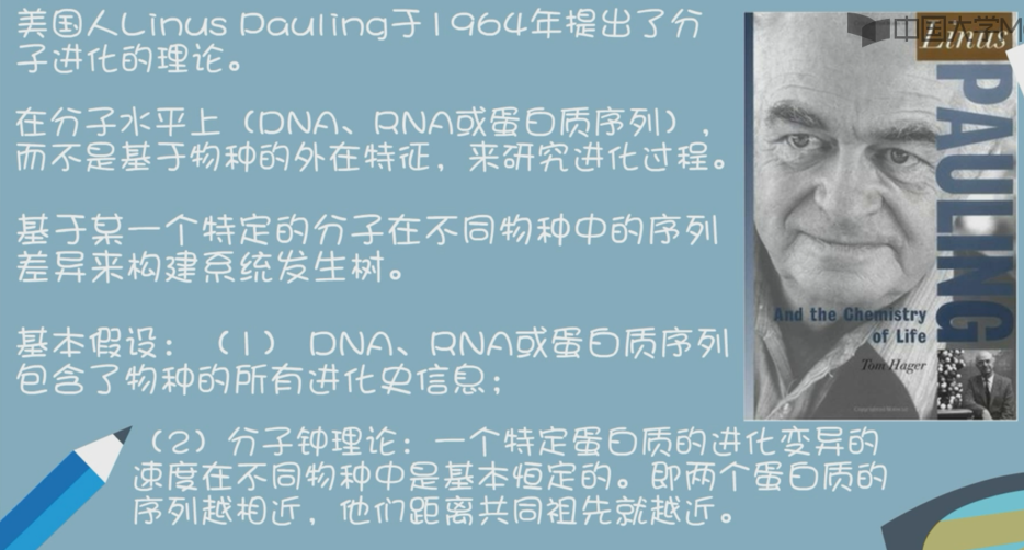 美国人Linus Pauling于1964年提出了分
子进化的理论。
在分子水平上（DNA、RNA或蛋白质序列），
而不是基于物种的外在特征，来研究进化过程。
基于某一个特定的分子在不同物种中的序列
差异来构建系统发生树。
基本假设：（1） DNA、RNA或蛋白质序列
包含了物种的所有进化史信息；
（2）分子钟理论：一个特定蛋白质的进化变异的
速度在不同物种中是基本恒定的。即两个蛋白质的
序列越相近，他们距离共同祖先就越近。
中国大学M
Linus
PAULING
And the Chemistry
of Life
Tom Hager